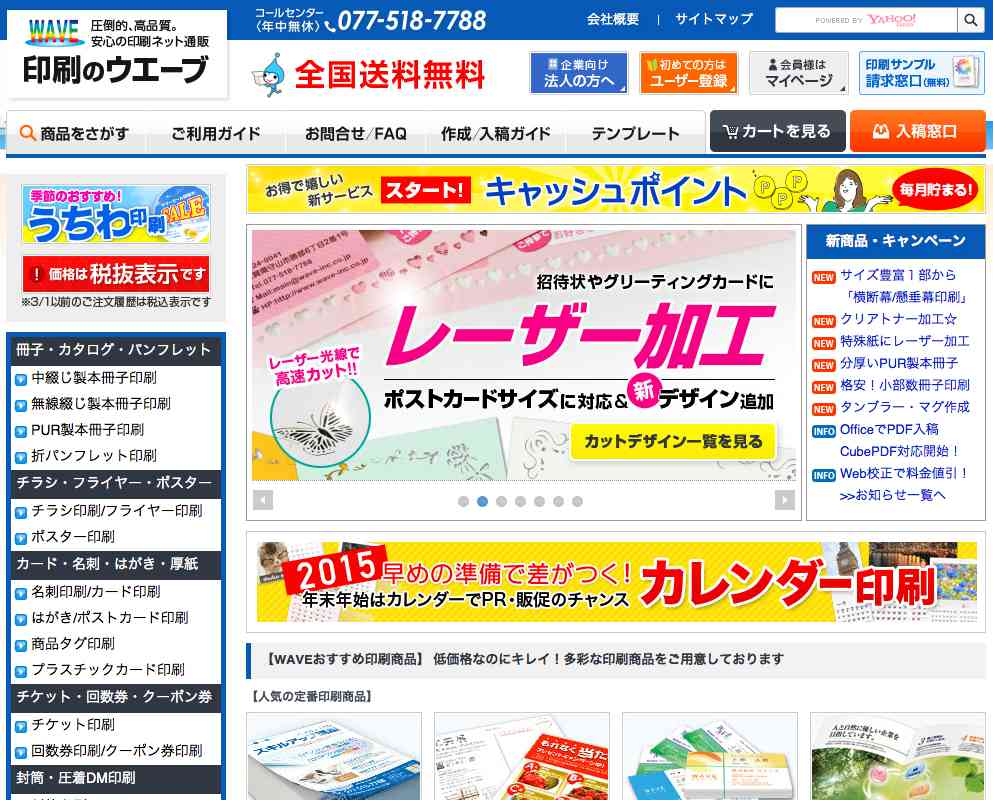 WAVE
圧倒的、高品質。
安心の印刷ネット通販
印刷のウエーブ
コールセンター
〈年中無休〉
077-518-7788
会社概要 | サイトマップ
POWERED BY YAHOO! JAPAN
全国送料無料
企業向け
法人の方へ
初めての方は
ユーザー登録
会員様は
マイページ
印刷サンプル
請求窓口(無料)
商品をさがす
ご利用ガイド
お問合せ/FAQ
作成/入稿ガイド
テンプレート
カートを見る
入稿窓口
季節のおすすめ!
うちわ印刷
SALE
! 価格は税抜表示です
※3/1以前のご注文履歴は税込表示です
冊子・カタログ・パンフレット
中綴じ製本冊子印刷
無線綴じ製本冊子印刷
PUR製本冊子印刷
折パンフレット印刷
チラシ・フライヤー・ポスター
チラシ印刷/フライヤー印刷
ポスター印刷
カード・名刺・はがき・厚紙
名刺印刷/カード印刷
はがき/ポストカード印刷
商品タグ印刷
プラスチックカード印刷
チケット・回数券・クーポン券
チケット印刷
回数券印刷/クーポン券印刷
封筒・圧着DM印刷
お得で嬉しい
新サービス
スタート!
キャッシュポイント
P P P
毎月貯まる!
招待状やグリーティングカードに
レーザー加工
レーザー光線で
高速カット!!
ポストカードサイズに対応&新デザイン追加
カットデザイン一覧を見る
新商品・キャンペーン
NEW サイズ豊富1部から
「横断幕/懸垂幕印刷」
NEW クリアトナー加工☆
NEW 特殊紙にレーザー加工
NEW 分厚いPUR製本冊子
NEW 格安!小部数冊子印刷
NEW タンブラー・マグ作成
INFO OfficeでPDF入稿
CubePDF対応開始!
INFO Web校正で料金値引!
>>お知らせ一覧へ
2015
早めの準備で差がつく!
年末年始はカレンダーでPR・販促のチャンス
カレンダー印刷
【WAVEおすすめ印刷商品】 低価格なのにキレイ!多彩な印刷商品をご用意しております
【人気の定番印刷商品】
スキルアップ講座
もれなく当た
WAVE
人と自然に優しい企業を
目指しています。